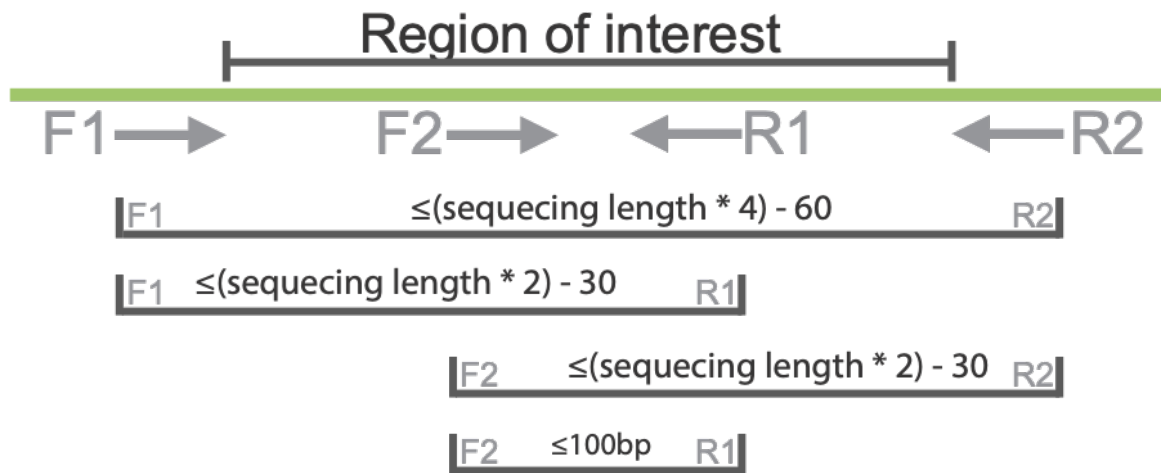 Region of interest
F1 F2 R1 R2
F1 ≤(sequecing length * 4) - 60 R2
F1 ≤(sequecing length * 2) - 30 R1
F2 ≤(sequecing length * 2) - 30 R2
F2 ≤100bp R1